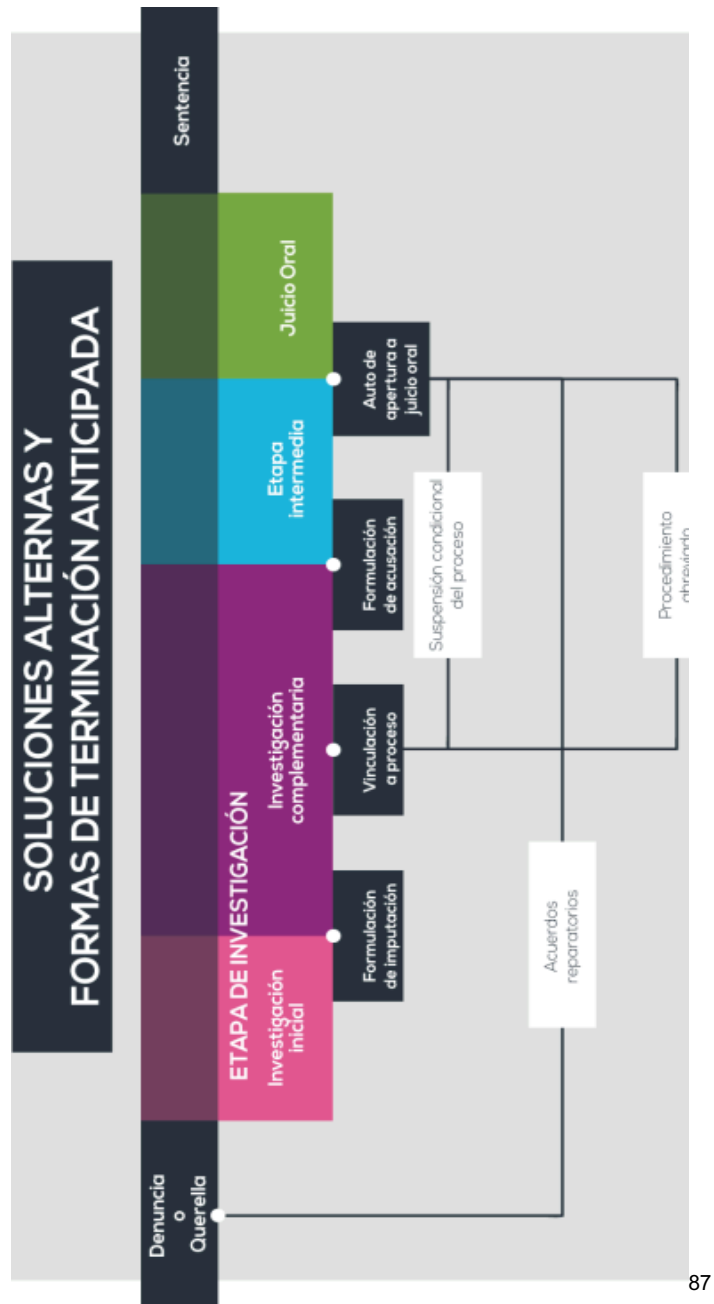 SOLUCIONES ALTERNAS Y
FORMAS DE TERMINACIÓN ANTICIPADA
Denuncia
o
Querella
Sentencia
ETAPA DE INVESTIGACIÓN
Investigación
inicial
Investigación
complementaria
Etapa
intermedia
Juicio Oral
Formulación
de imputación
Vinculación
a proceso
Formulación
de acusación
Auto de
apertura a
juicio oral
Suspensión condicional
del proceso
Acuerdos
reparatorios
Procedimiento
abreviado
87